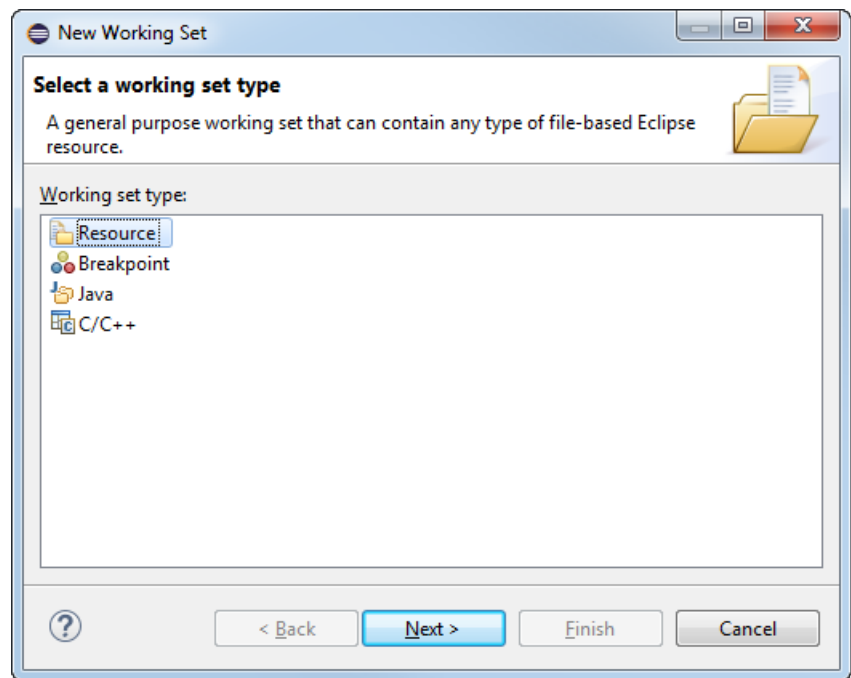 New Working Set
Select a working set type
A general purpose working set that can contain any type of file-based Eclipse
resource.
Working set type:
Resource
Breakpoint
Java
C/C++
< Back Next > Finish Cancel